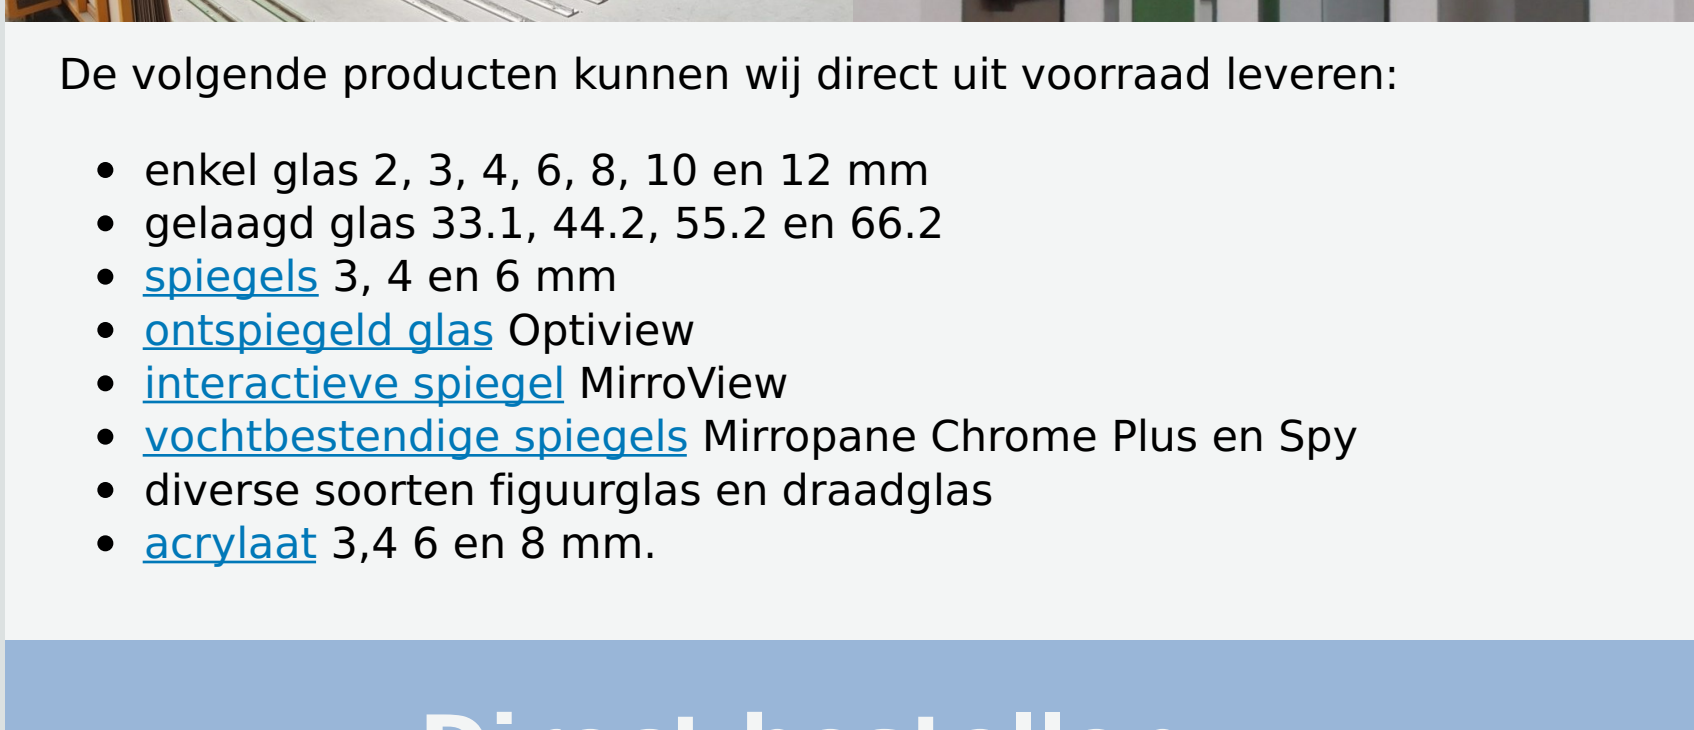 De volgende producten kunnen wij direct uit voorraad leveren:
enkel glas 2, 3, 4, 6, 8, 10 en 12 mm
gelaagd glas 33.1, 44.2, 55.2 en 66.2
spiegels 3, 4 en 6 mm
ontspiegeld glas Optiview
interactieve spiegel MirroView
vochtbestendige spiegels Mirropane Chrome Plus en Spy
diverse soorten figuurglas en draadglas
acrylaat 3,4 6 en 8 mm.
Direct bestellen